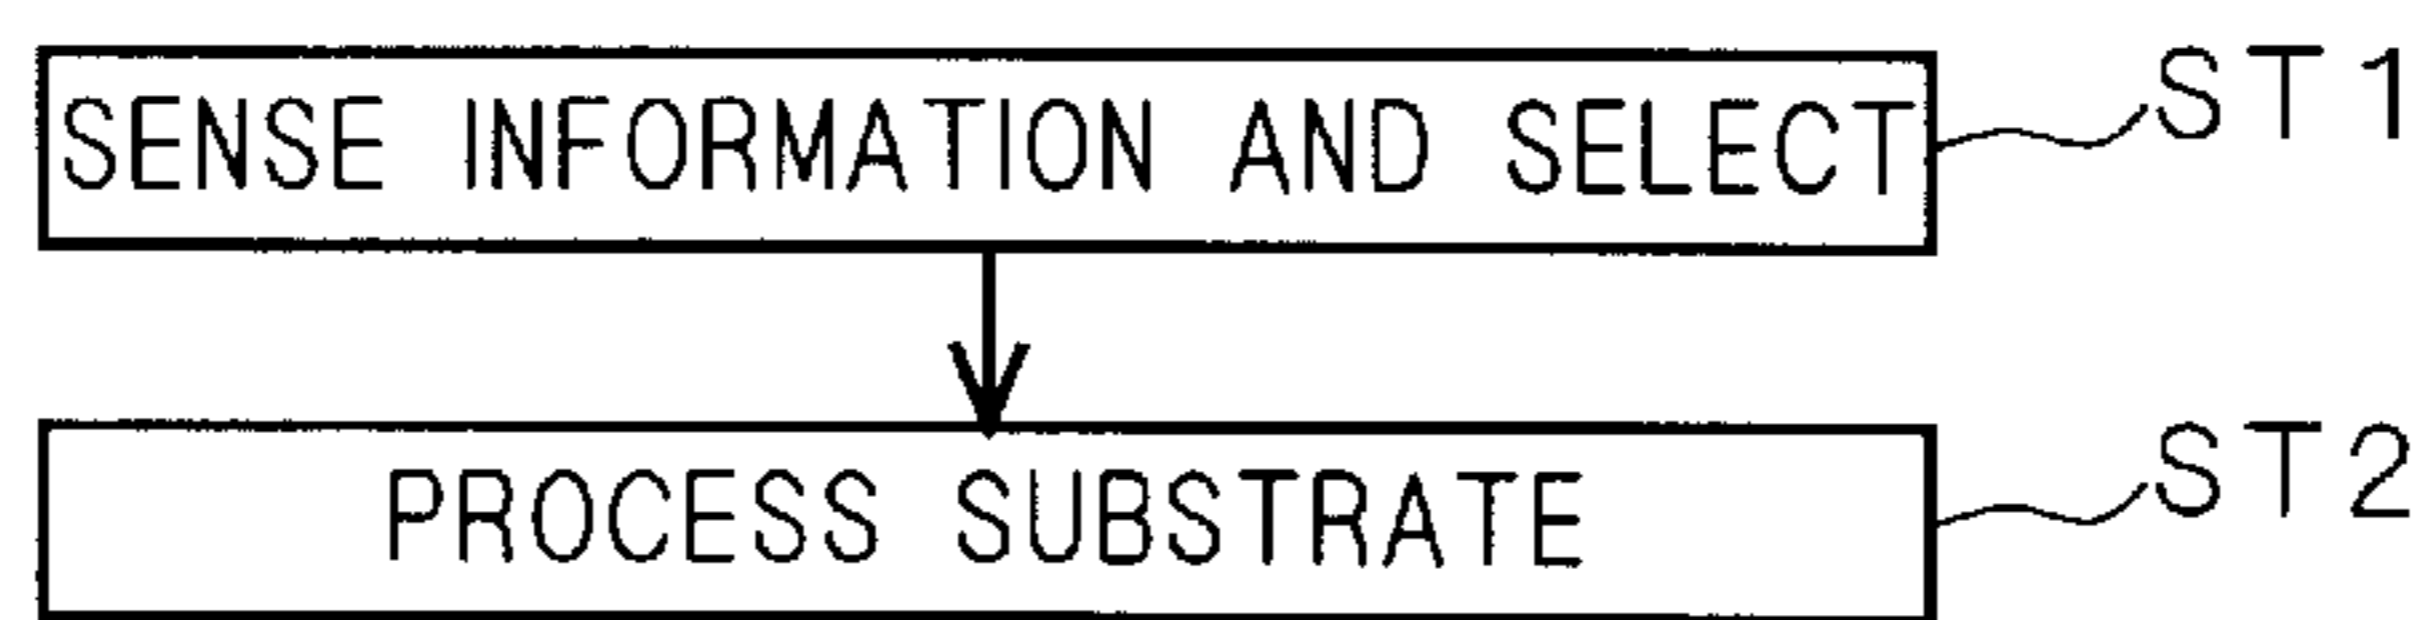 SENSE INFORMATION AND SELECT ST1
PROCESS SUBSTRATE ST2